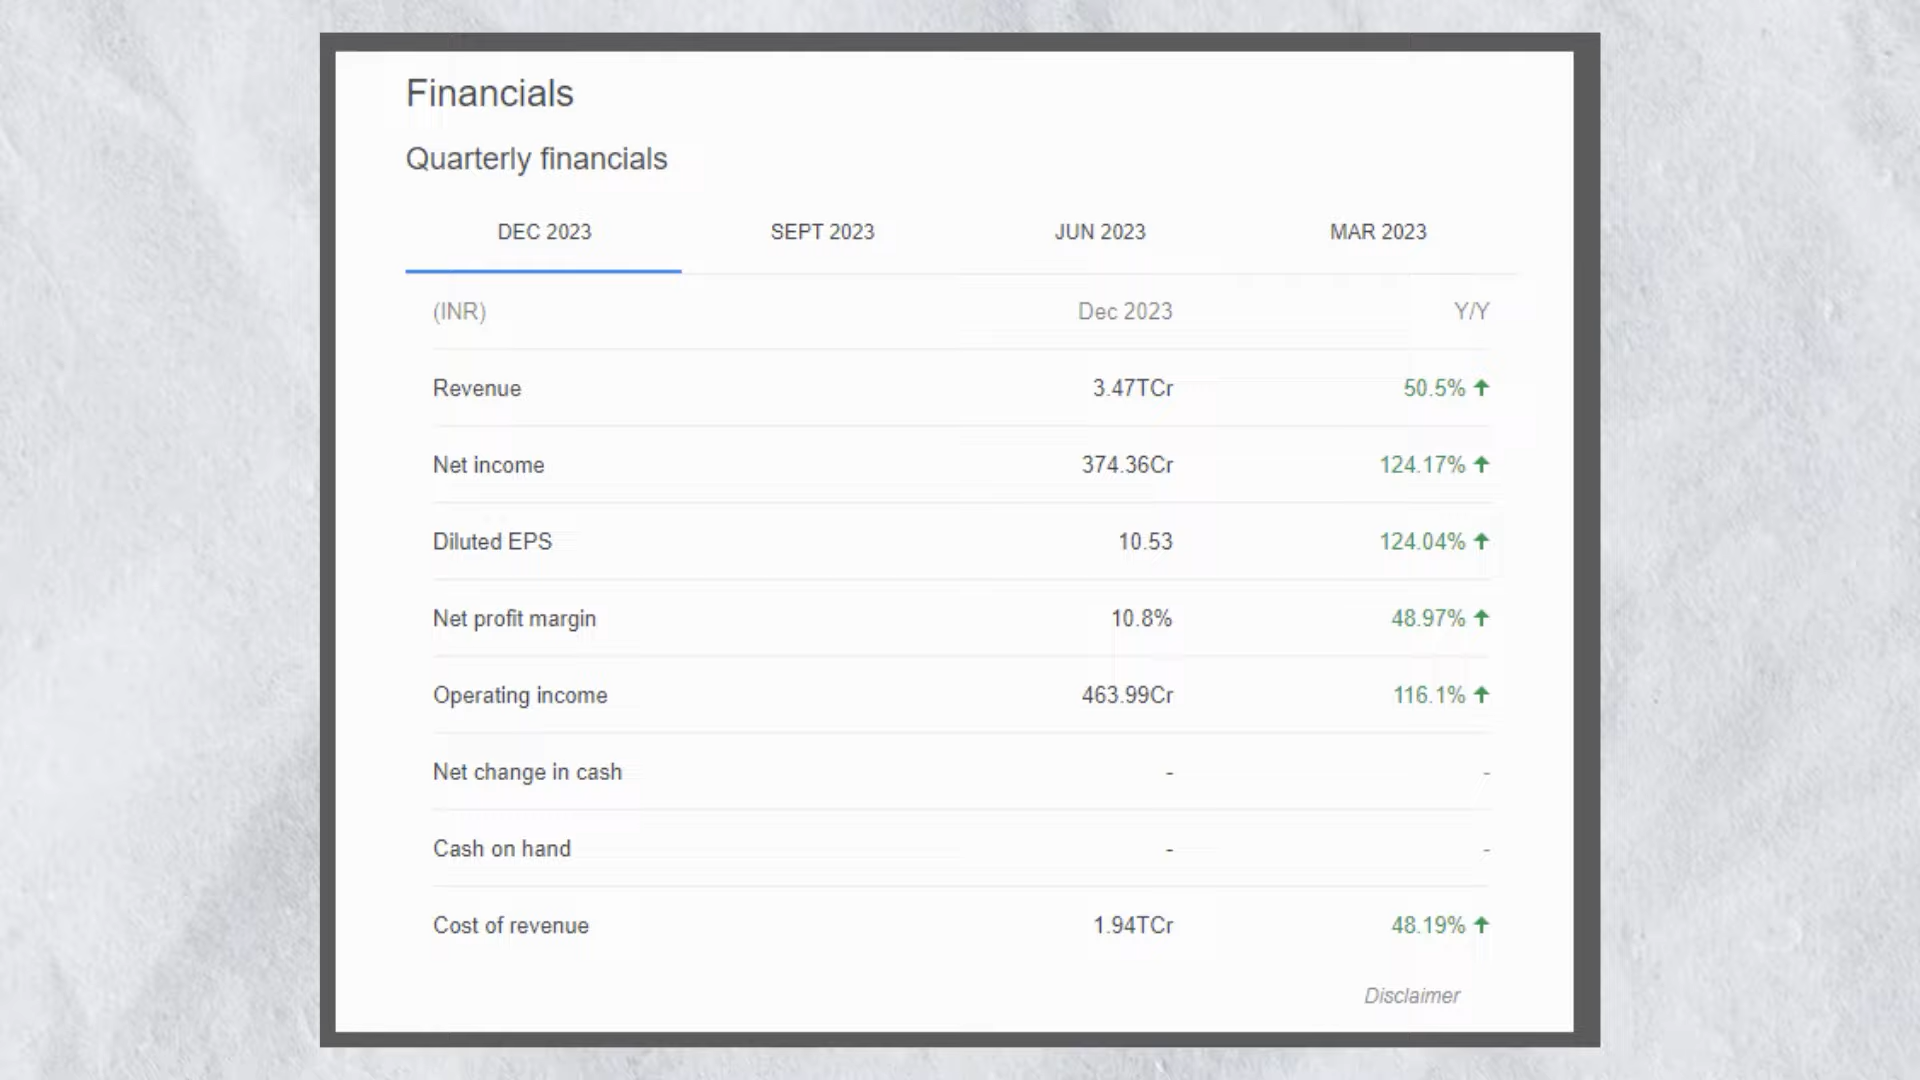 Financials
Quarterly financials
DEC 2023 SEPT 2023 JUN 2023 MAR 2023
(INR) Dec 2023 Y/Y
Revenue 3.47TCr 50.5% ↑
Net income 374.36Cr 124.17% ↑
Diluted EPS 10.53 124.04% ↑
Net profit margin 10.8% 48.97% ↑
Operating income 463.99Cr 116.1% ↑
Net change in cash - -
Cash on hand - -
Cost of revenue 1.94TCr 48.19% ↑
Disclaimer